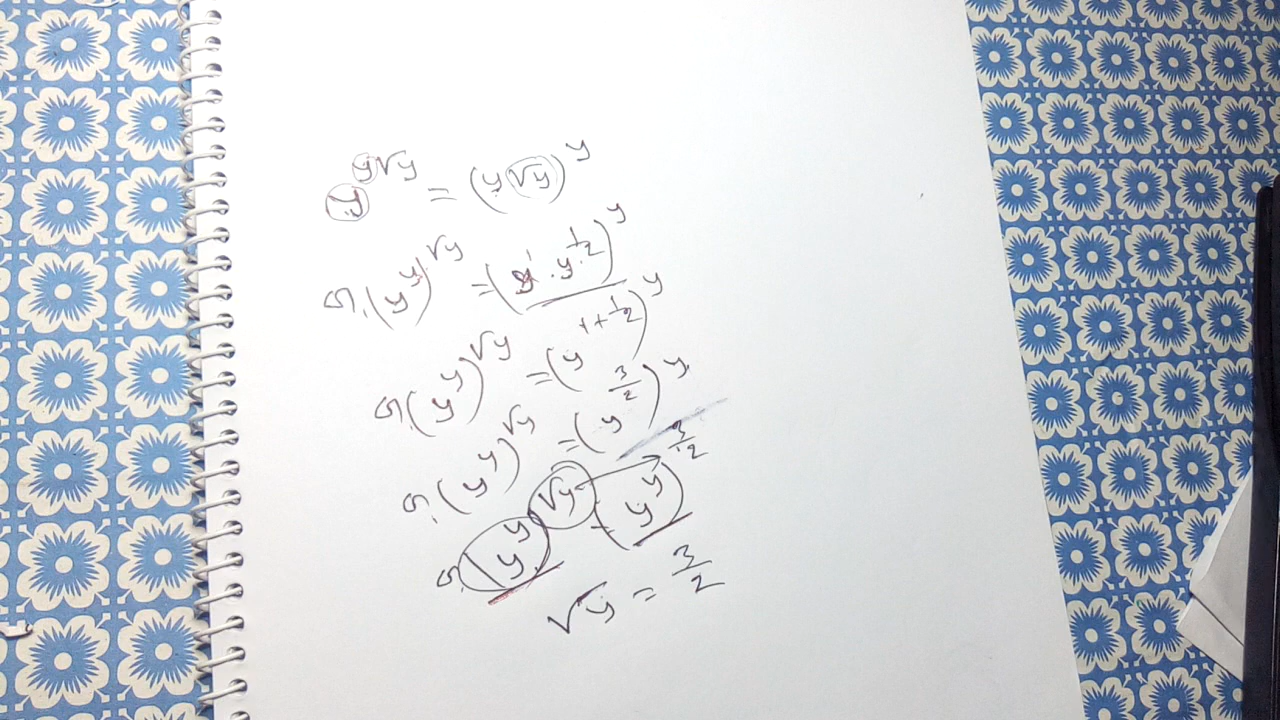 y^{y√y} = (y√y)^y
বা, (y^y)^{√y} = (y^1 · y^{1/2})^y
বা, (y^y)^{√y} = (y^{1+1/2})^y
বা, (y^y)^{√y} = (y^{3/2})^y
বা, (y^y)^{√y} = (y^y)^{3/2}
√y = 3/2